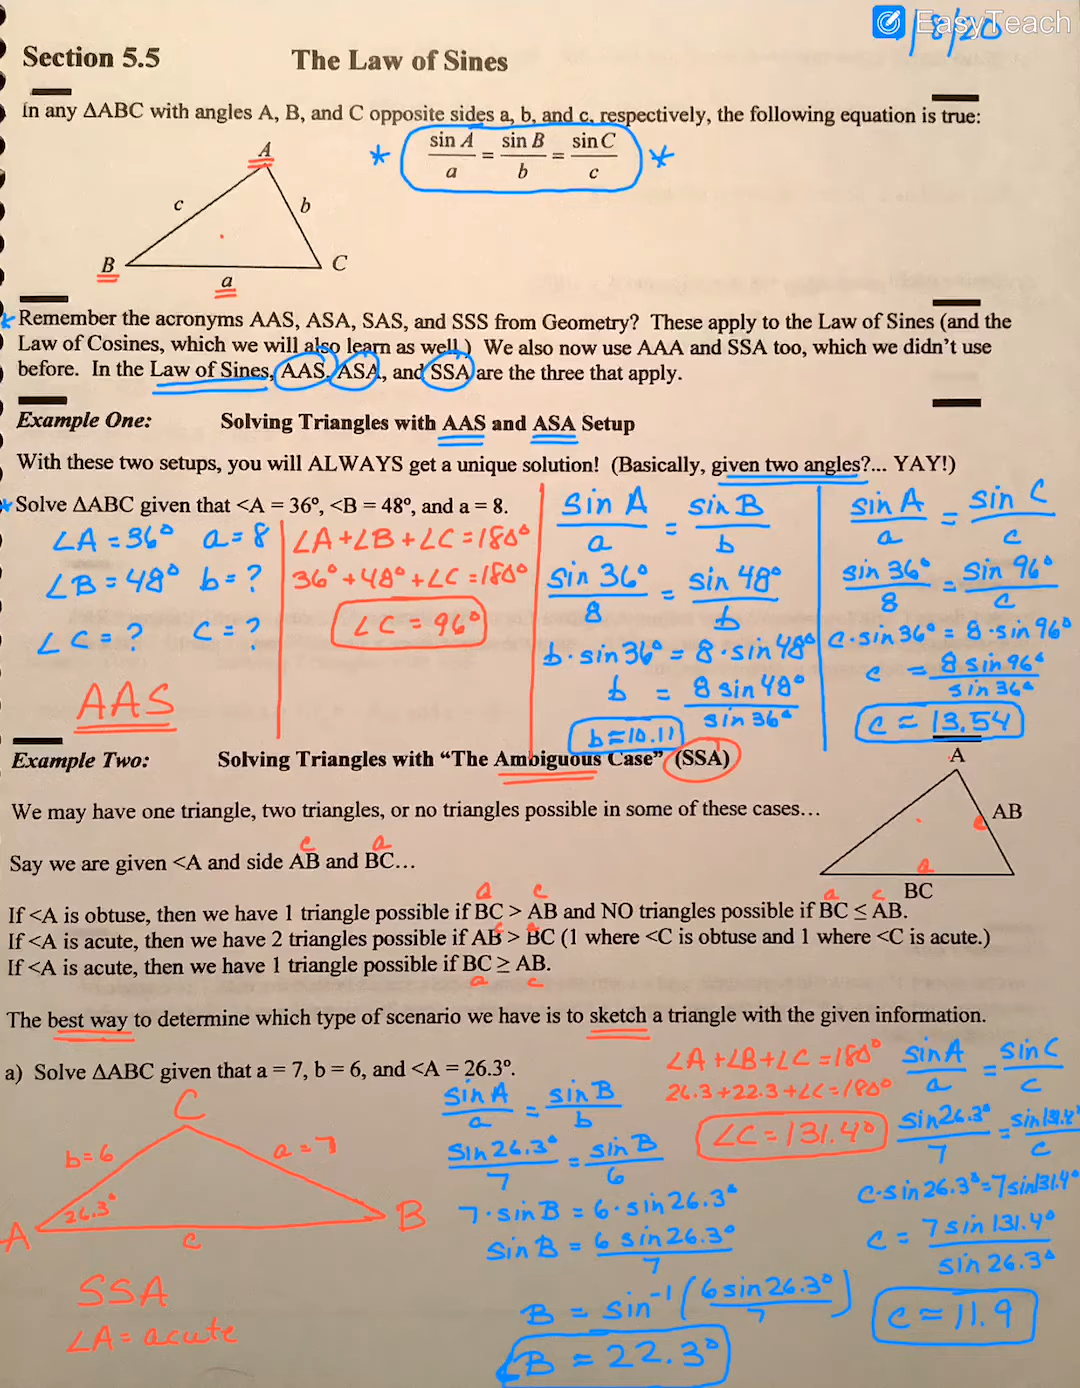 EasyTeach
1/8/20
Section 5.5 The Law of Sines
In any ΔABC with angles A, B, and C opposite sides a, b, and c, respectively, the following equation is true:
* sin A / a = sin B / b = sin C / c *
A
c b
B C
a
* Remember the acronyms AAS, ASA, SAS, and SSS from Geometry? These apply to the Law of Sines (and the
Law of Cosines, which we will also learn as well.) We also now use AAA and SSA too, which we didn't use
before. In the Law of Sines, AAS, ASA, and SSA are the three that apply.
Example One: Solving Triangles with AAS and ASA Setup
With these two setups, you will ALWAYS get a unique solution! (Basically, given two angles?... YAY!)
* Solve ΔABC given that <A = 36º, <B = 48º, and a = 8.
∠A = 36° a = 8
∠B = 48° b = ?
∠C = ? c = ?
AAS
∠A + ∠B + ∠C = 180°
36° + 48° + ∠C = 180°
∠C = 96°
sin A / a = sin B / b
sin 36° / 8 = sin 48° / b
b · sin 36° = 8 · sin 48°
b = 8 sin 48° / sin 36°
b ≈ 10.11
sin A / a = sin C / c
sin 36° / 8 = sin 96° / c
c · sin 36° = 8 · sin 96°
c = 8 sin 96° / sin 36°
c ≈ 13.54
Example Two: Solving Triangles with “The Ambiguous Case” (SSA)
A
AB
c
a
BC
We may have one triangle, two triangles, or no triangles possible in some of these cases…
c a
Say we are given <A and side AB and BC…
a c a c
If <A is obtuse, then we have 1 triangle possible if BC > AB and NO triangles possible if BC ≤ AB.
c a
If <A is acute, then we have 2 triangles possible if AB > BC (1 where <C is obtuse and 1 where <C is acute.)
If <A is acute, then we have 1 triangle possible if BC ≥ AB.
a c
The best way to determine which type of scenario we have is to sketch a triangle with the given information.
a) Solve ΔABC given that a = 7, b = 6, and <A = 26.3º.
C
b = 6 a = 7
26.3°
A B
c
SSA
∠A = acute
sin A / a = sin B / b
sin 26.3° / 7 = sin B / 6
7 · sin B = 6 · sin 26.3°
sin B = 6 sin 26.3° / 7
B = sin⁻¹ (6 sin 26.3° / 7)
∠B ≈ 22.3°
∠A + ∠B + ∠C = 180°
26.3 + 22.3 + ∠C = 180°
∠C = 131.4°
sin A / a = sin C / c
sin 26.3° / 7 = sin 131.4° / c
c · sin 26.3° = 7 sin 131.4°
c = 7 sin 131.4° / sin 26.3°
c ≈ 11.9